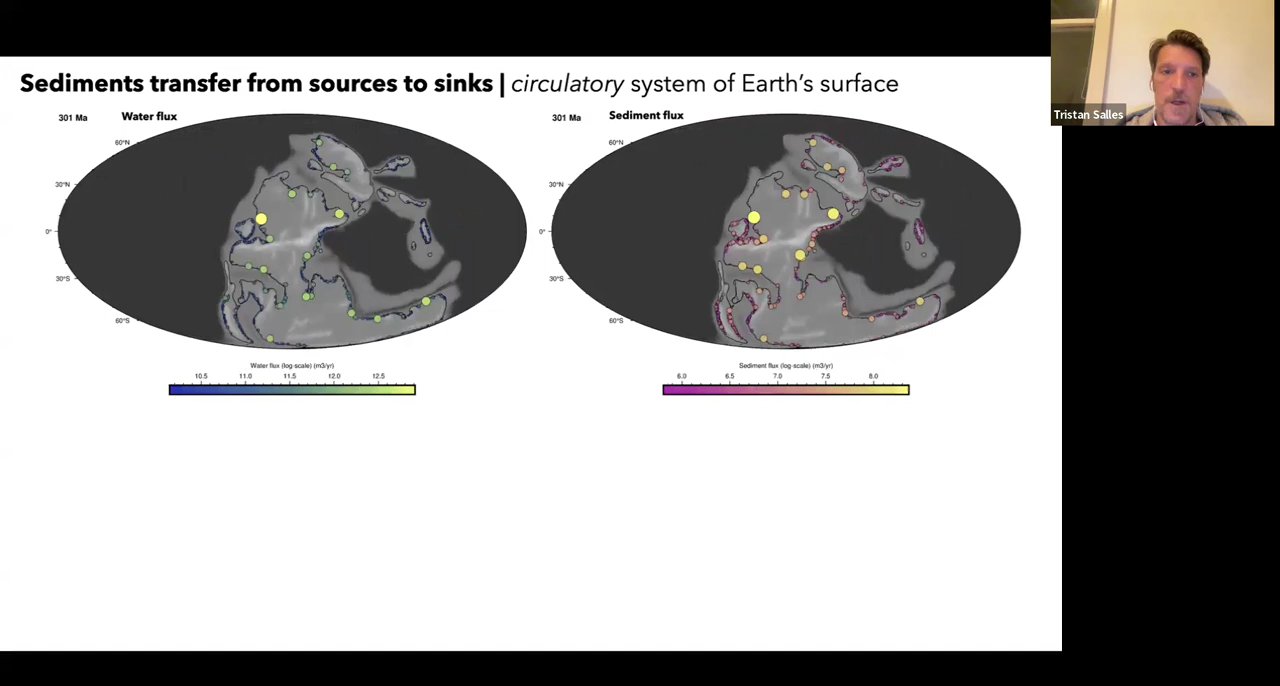 Sediments transfer from sources to sinks | circulatory system of Earth's surface
Tristan Salles
301 Ma
Water flux
60°N
30°N
0°
30°S
60°S
Water flux (log-scale) (m3/yr)
10.5 11.0 11.5 12.0 12.5
301 Ma
Sediment flux
60°N
30°N
0°
30°S
60°S
Sediment flux (log-scale) (m3/yr)
6.0 6.5 7.0 7.5 8.0